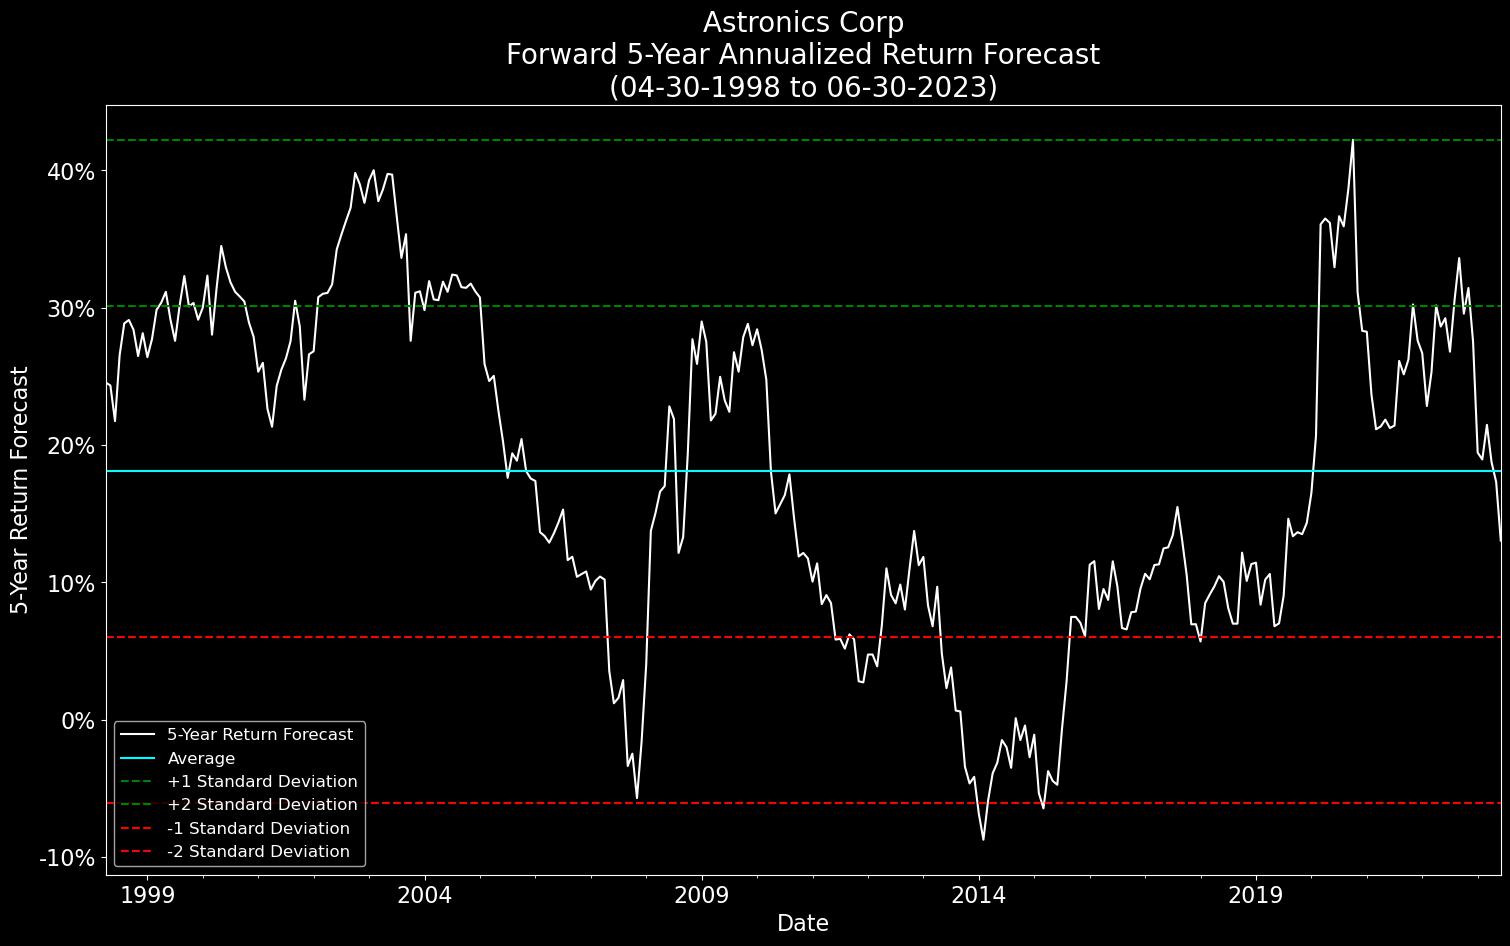 Astronics Corp
Forward 5-Year Annualized Return Forecast
(04-30-1998 to 06-30-2023)
5-Year Return Forecast
40%
30%
20%
10%
0%
-10%
5-Year Return Forecast
Average
+1 Standard Deviation
+2 Standard Deviation
-1 Standard Deviation
-2 Standard Deviation
1999
2004
2009
2014
2019
Date